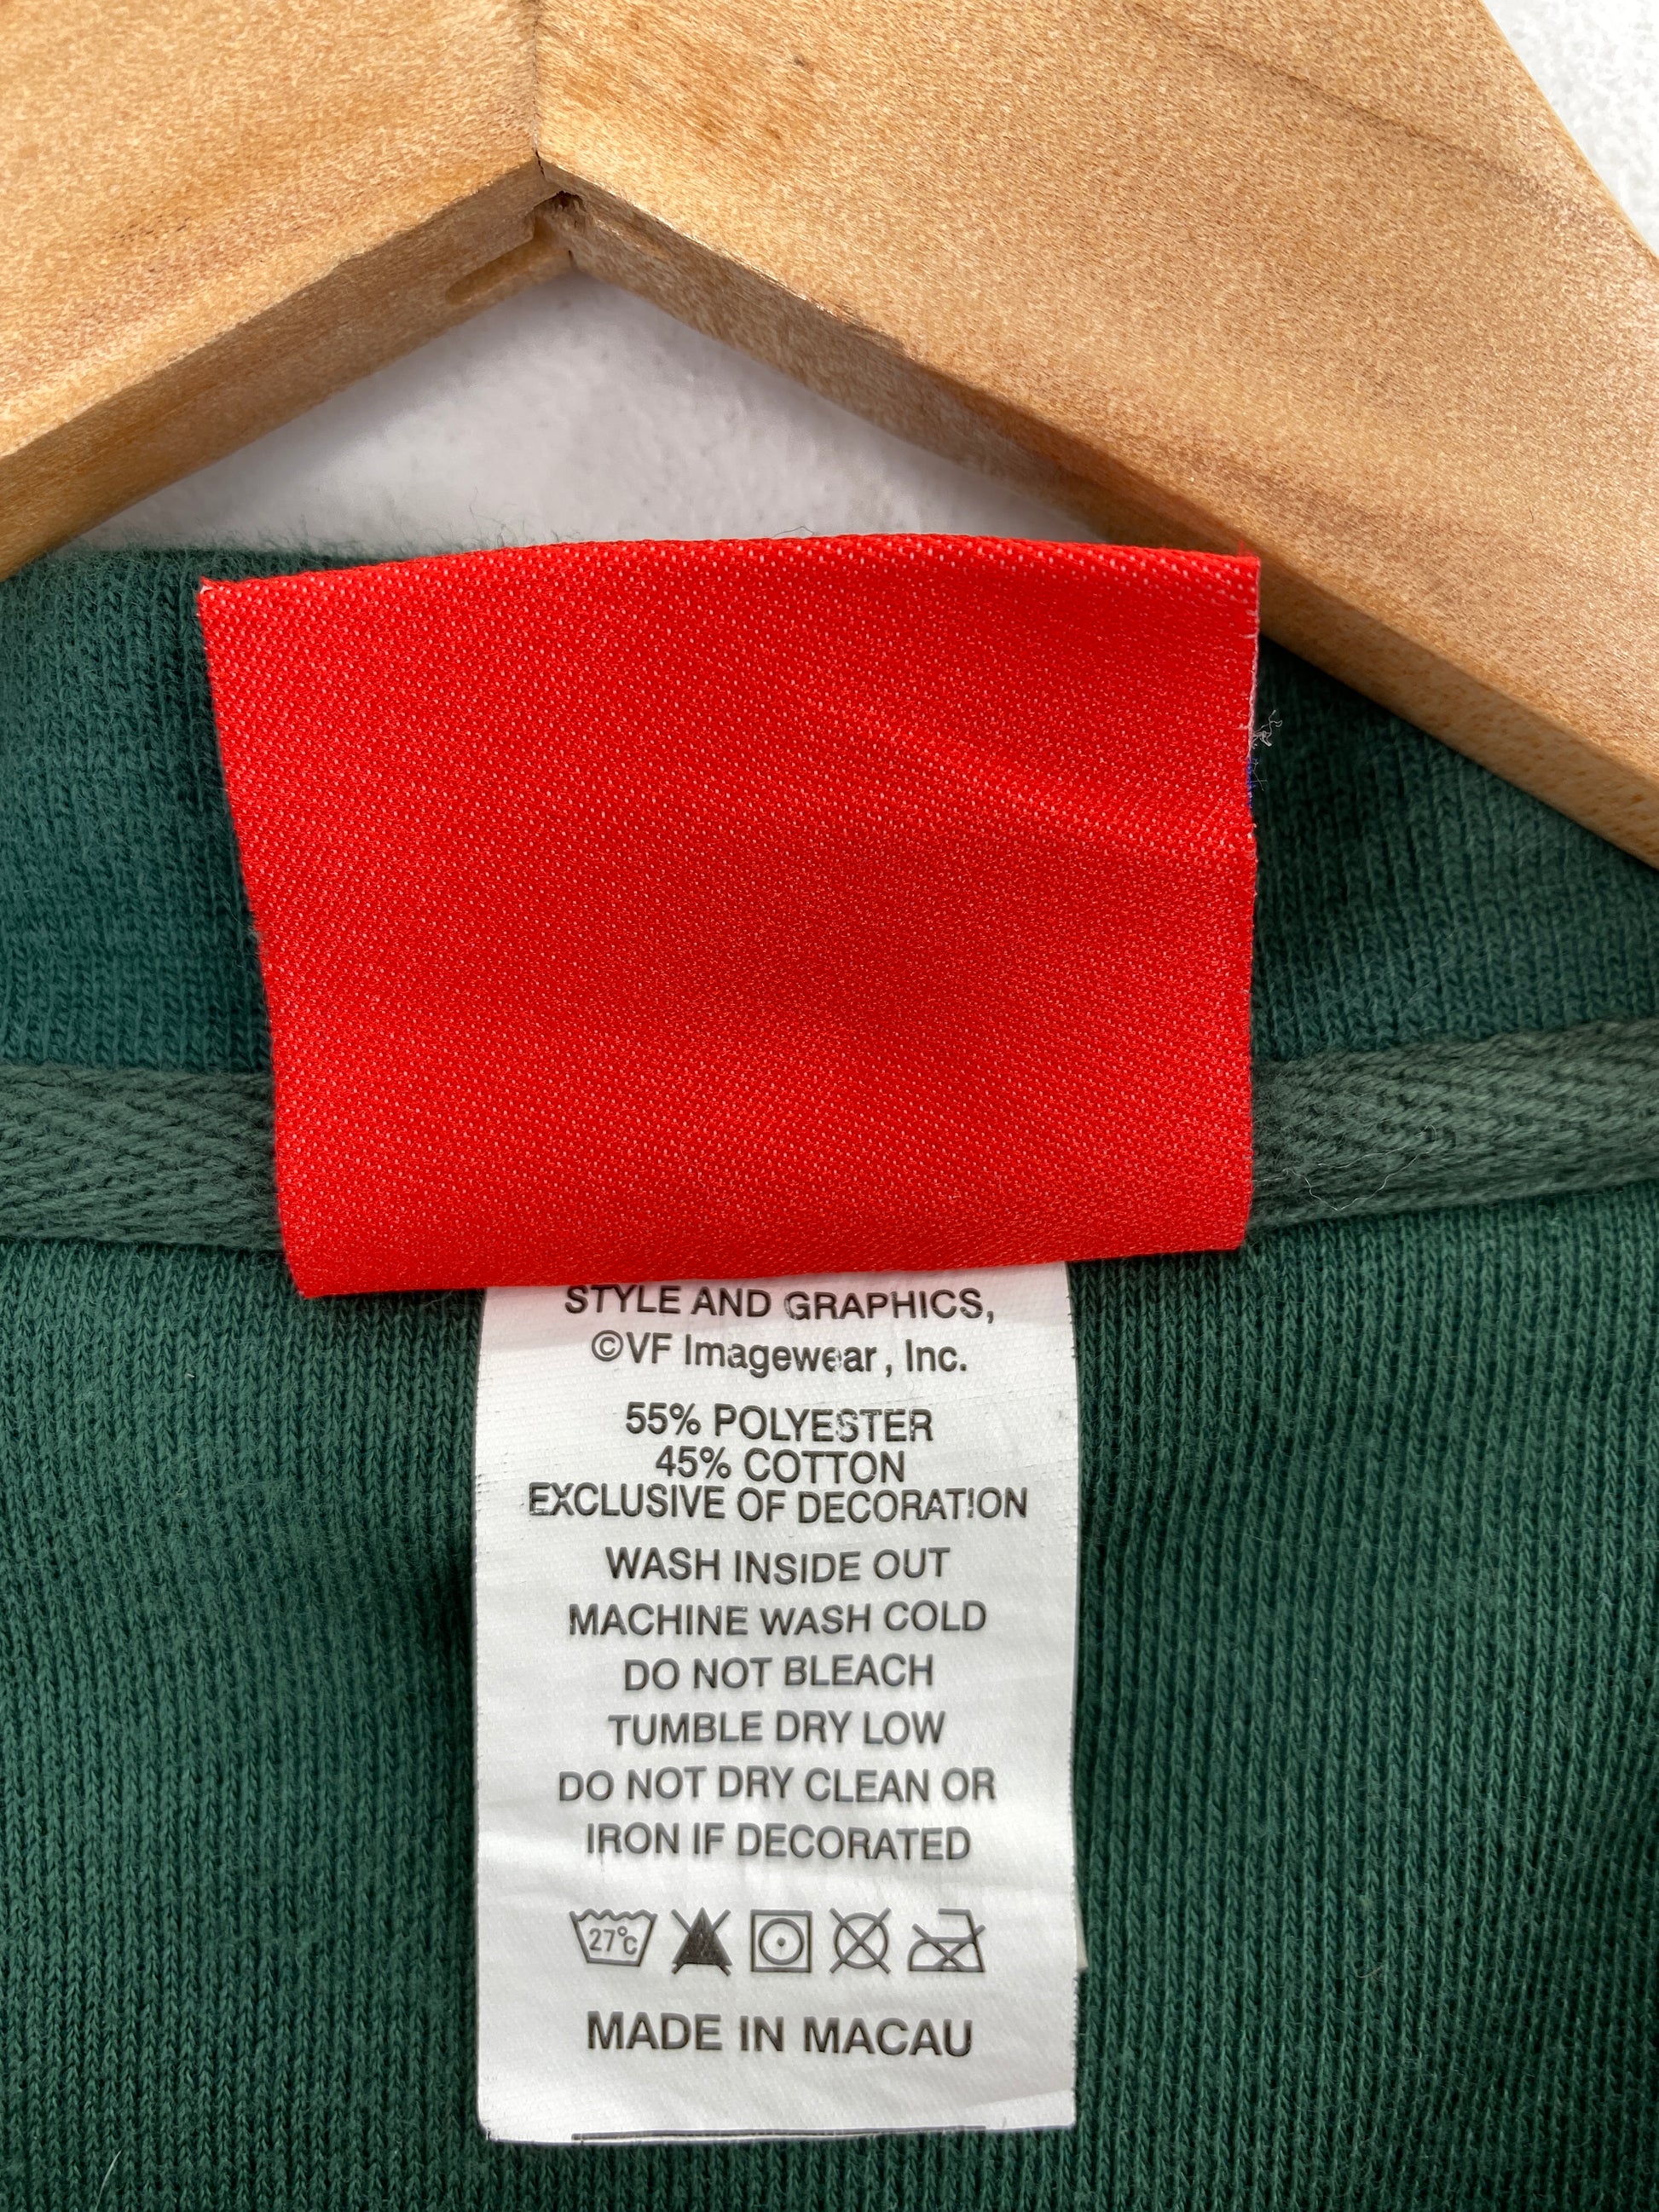 STYLE AND GRAPHICS,
©VF Imagewear, Inc.
55% POLYESTER
45% COTTON
EXCLUSIVE OF DECORATION
WASH INSIDE OUT
MACHINE WASH COLD
DO NOT BLEACH
TUMBLE DRY LOW
DO NOT DRY CLEAN OR
IRON IF DECORATED
27°C
MADE IN MACAU